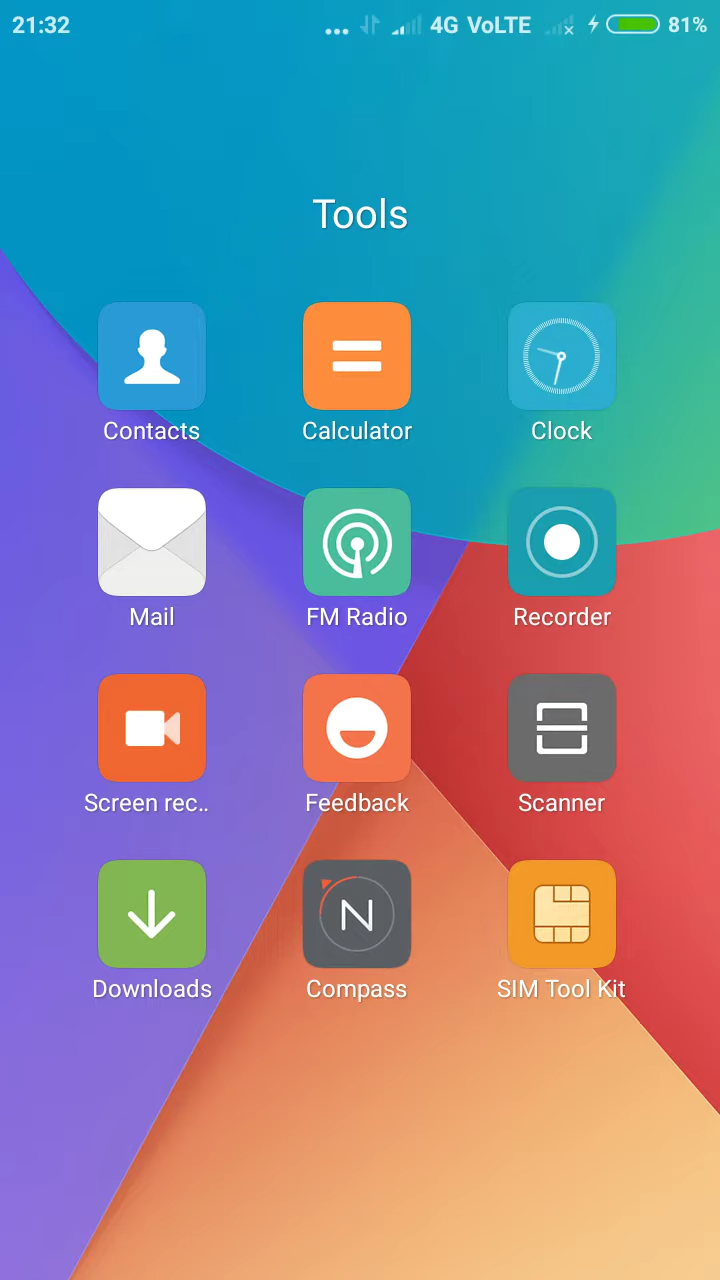 21:32 ... 4G VoLTE 81%
Tools
Contacts Calculator Clock
Mail FM Radio Recorder
Screen rec.. Feedback Scanner
N
Downloads Compass SIM Tool Kit